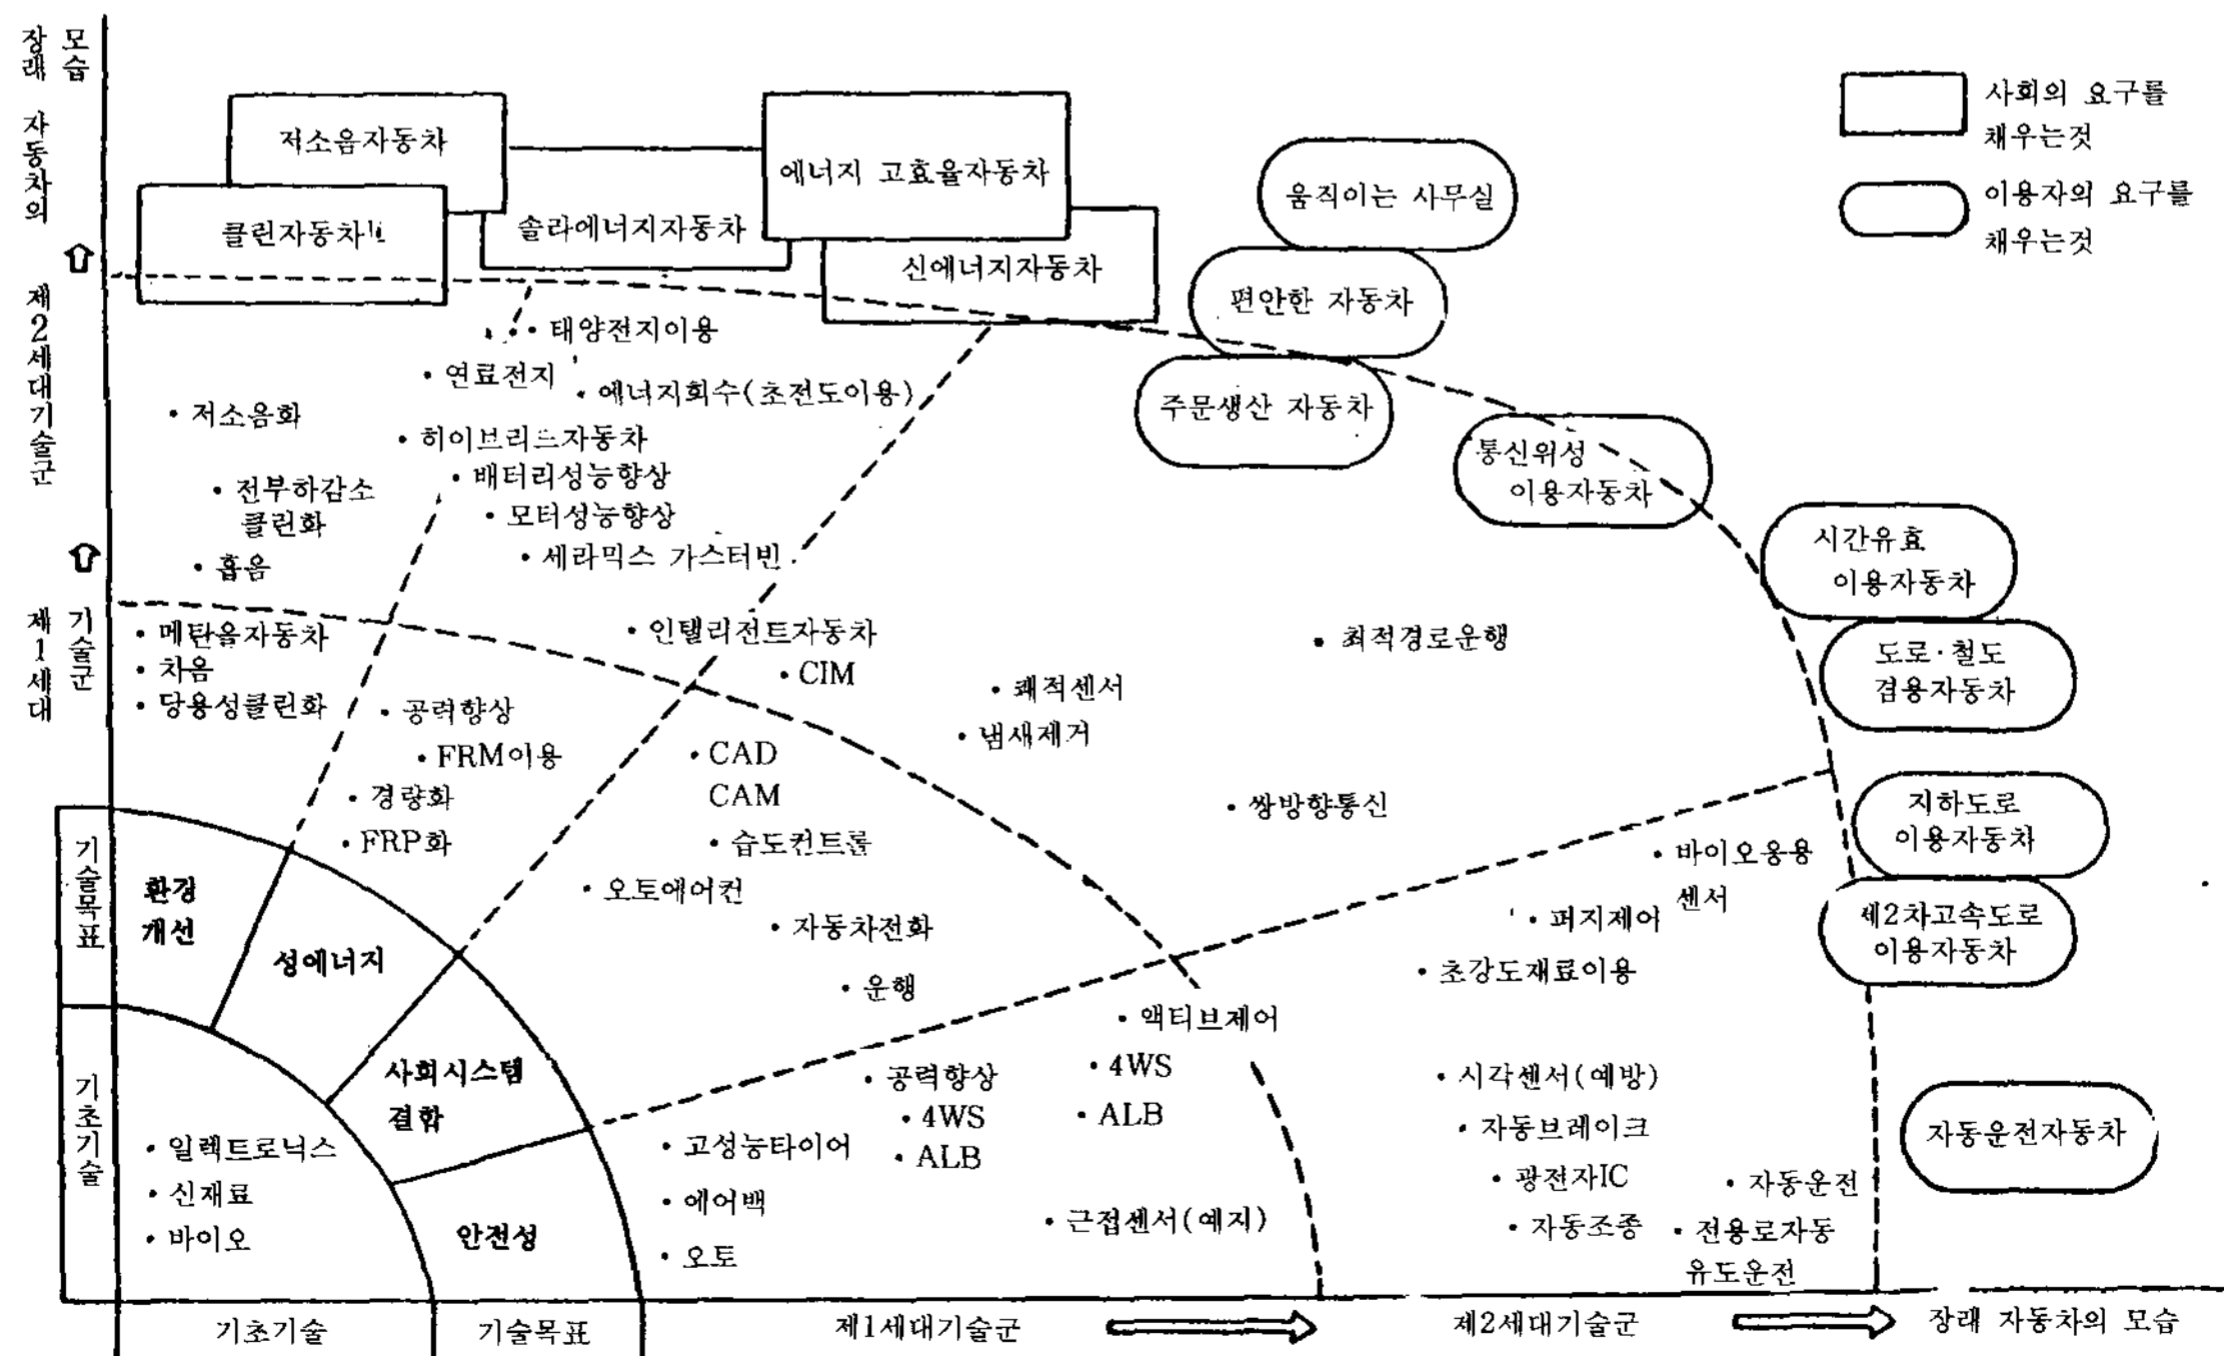 장래 자동차의 모습
제2세대기술군
제1세대 기술군
기술목표
기초기술
저소음자동차
클린자동차
솔라에너지자동차
에너지 고효율자동차
신에너지자동차
움직이는 사무실
편안한 자동차
주문생산 자동차
통신위성
이용자동차
시간유효
이용자동차
도로·철도
겸용자동차
지하도로
이용자동차
제2차고속도로
이용자동차
자동운전자동차
사회의 요구를
채우는것
이용자의 요구를
채우는것
• 태양전지이용
• 연료전지
• 에너지회수(초전도이용)
• 저소음화
• 하이브리드자동차
• 배터리성능향상
• 전부하감소
클린화
• 모터성능향상
• 세라믹스 가스터빈
• 흡음
• 메탄올자동차
• 차음
• 당용성클린화
• 인탤리전트자동차
• CIM
• 최적경로운행
• 쾌적센서
• 냄새제거
• 공력향상
• FRM이용
• 경량화
• FRP화
• CAD
CAM
• 습도컨트롤
• 오토에어컨
• 자동차전화
• 운행
• 쌍방향통신
• 바이오응용
센서
• 퍼지제어
• 초강도재료이용
• 액티브제어
• 4WS
• ALB
• 공력향상
• 4WS
• ALB
• 고성능타이어
• 에어백
• 오토
• 근접센서(예지)
• 시각센서(예방)
• 자동브레이크
• 광전자IC
• 자동조종
• 자동운전
• 전용로자동
유도운전
환경
개선
성에너지
사회시스템
결합
안전성
• 일렉트로닉스
• 신재료
• 바이오
기초기술
기술목표
제1세대기술군
제2세대기술군
장래 자동차의 모습